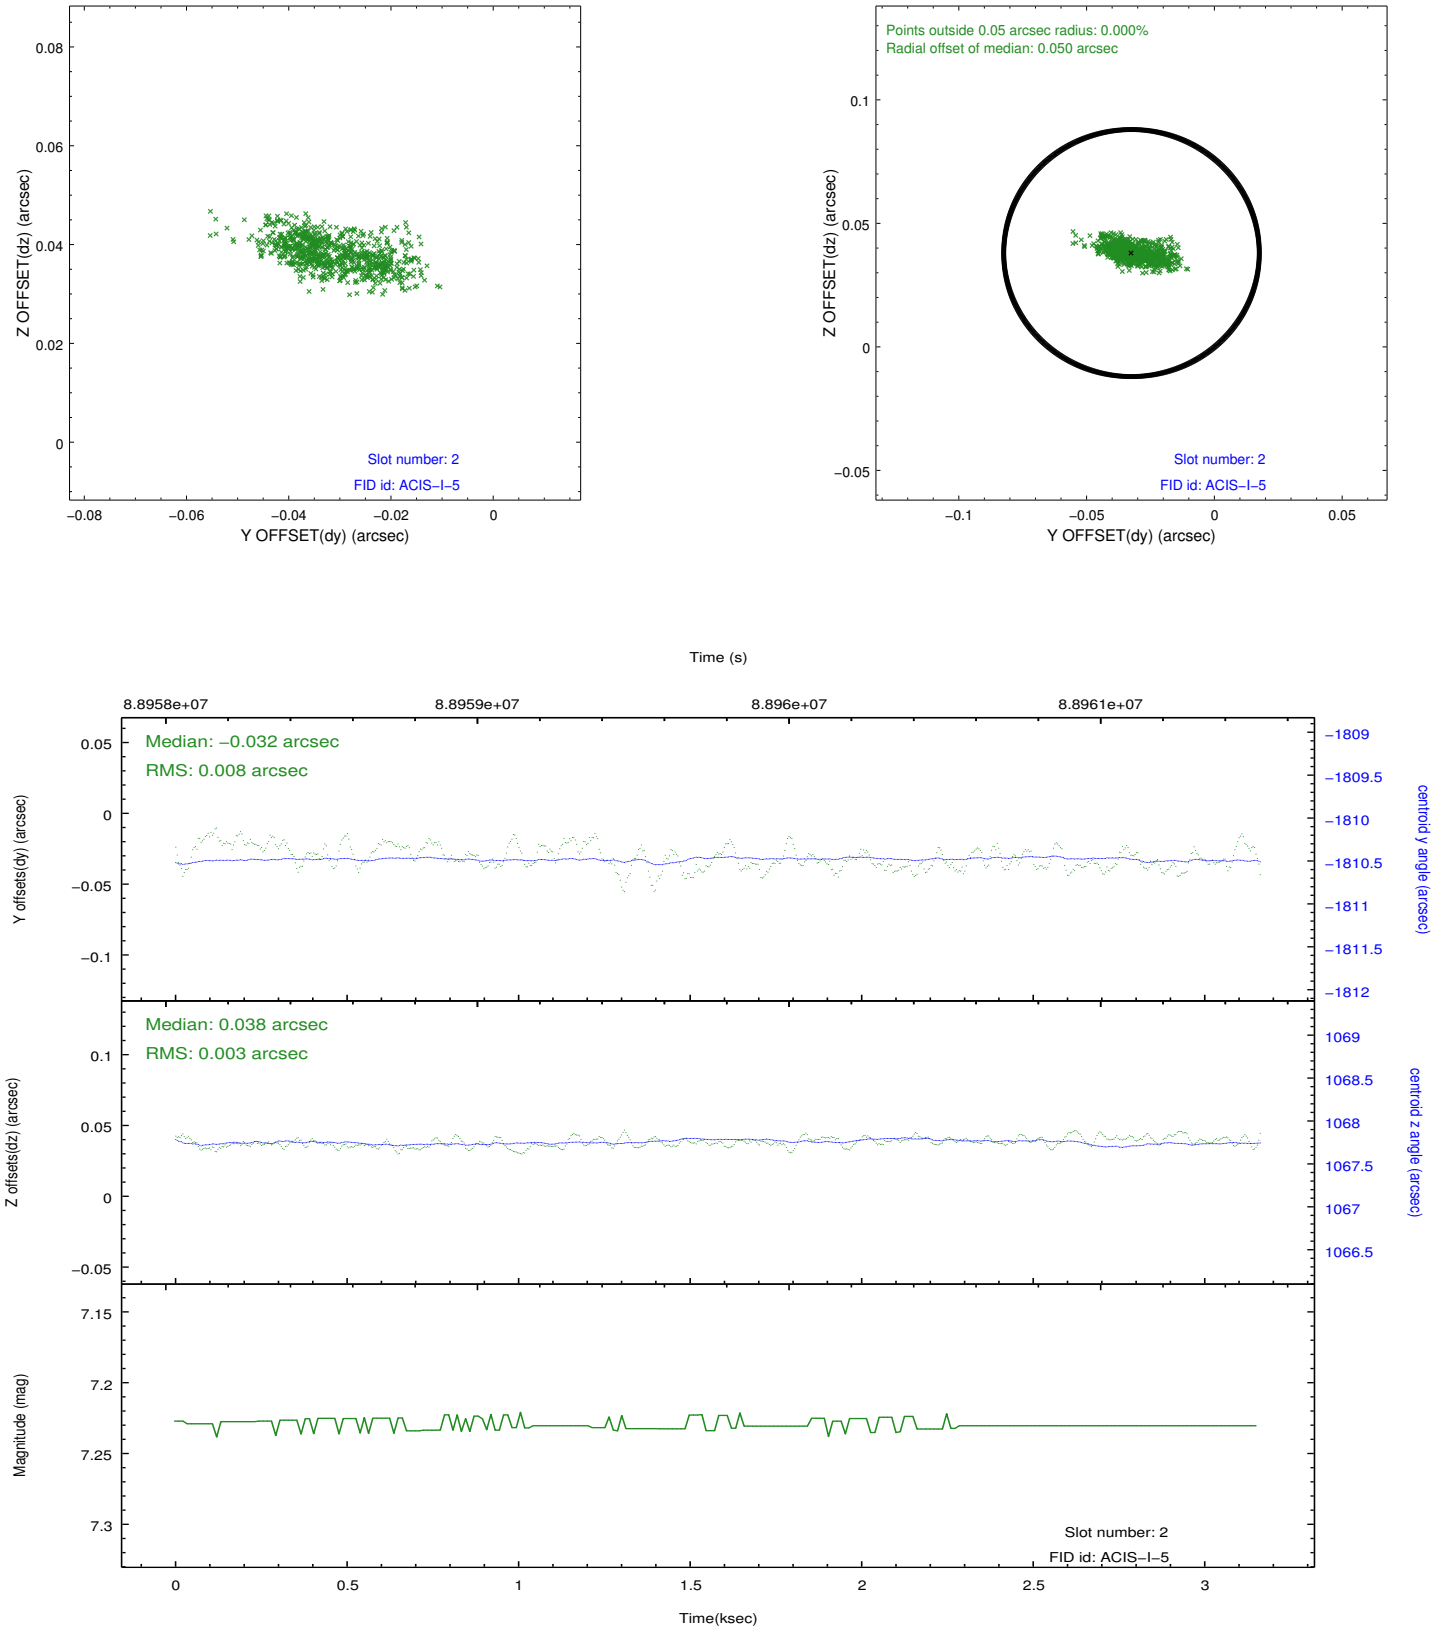 0.08
0.06
0.04
0.02
0
Z OFFSET(dz) (arcsec)
Slot number: 2
FID id: ACIS−I−5
−0.08 −0.06 −0.04 −0.02 0
Y OFFSET(dy) (arcsec)
Points outside 0.05 arcsec radius: 0.000%
Radial offset of median: 0.050 arcsec
0.1
0.05
0
−0.05
Z OFFSET(dz) (arcsec)
Slot number: 2
FID id: ACIS−I−5
−0.1 −0.05 0 0.05
Y OFFSET(dy) (arcsec)
Time (s)
8.8958e+07 8.8959e+07 8.896e+07 8.8961e+07
Median: −0.032 arcsec
RMS: 0.008 arcsec
0.05
0
−0.05
−0.1
Y offsets(dy) (arcsec)
−1809
−1809.5
−1810
−1810.5
−1811
−1811.5
−1812
centroid y angle (arcsec)
Median: 0.038 arcsec
RMS: 0.003 arcsec
0.1
0.05
0
−0.05
Z offsets(dz) (arcsec)
1069
1068.5
1068
1067.5
1067
1066.5
centroid z angle (arcsec)
7.15
7.2
7.25
7.3
Magnitude (mag)
Slot number: 2
FID id: ACIS−I−5
0 0.5 1 1.5 2 2.5 3
Time(ksec)